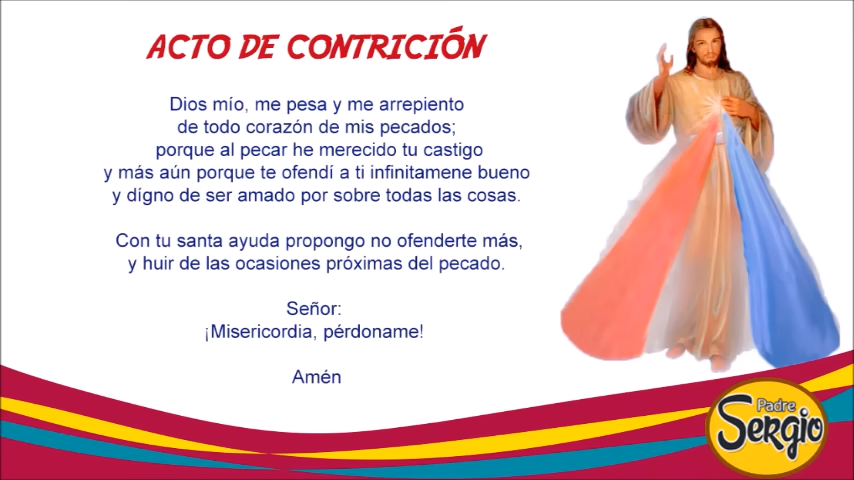 ACTO DE CONTRICIÓN
Dios mío, me pesa y me arrepiento
de todo corazón de mis pecados;
porque al pecar he merecido tu castigo
y más aún porque te ofendí a ti infinitamene bueno
y dígno de ser amado por sobre todas las cosas.
Con tu santa ayuda propongo no ofenderte más,
y huir de las ocasiones próximas del pecado.
Señor:
¡Misericordia, pérdoname!
Amén
Padre
Sergio